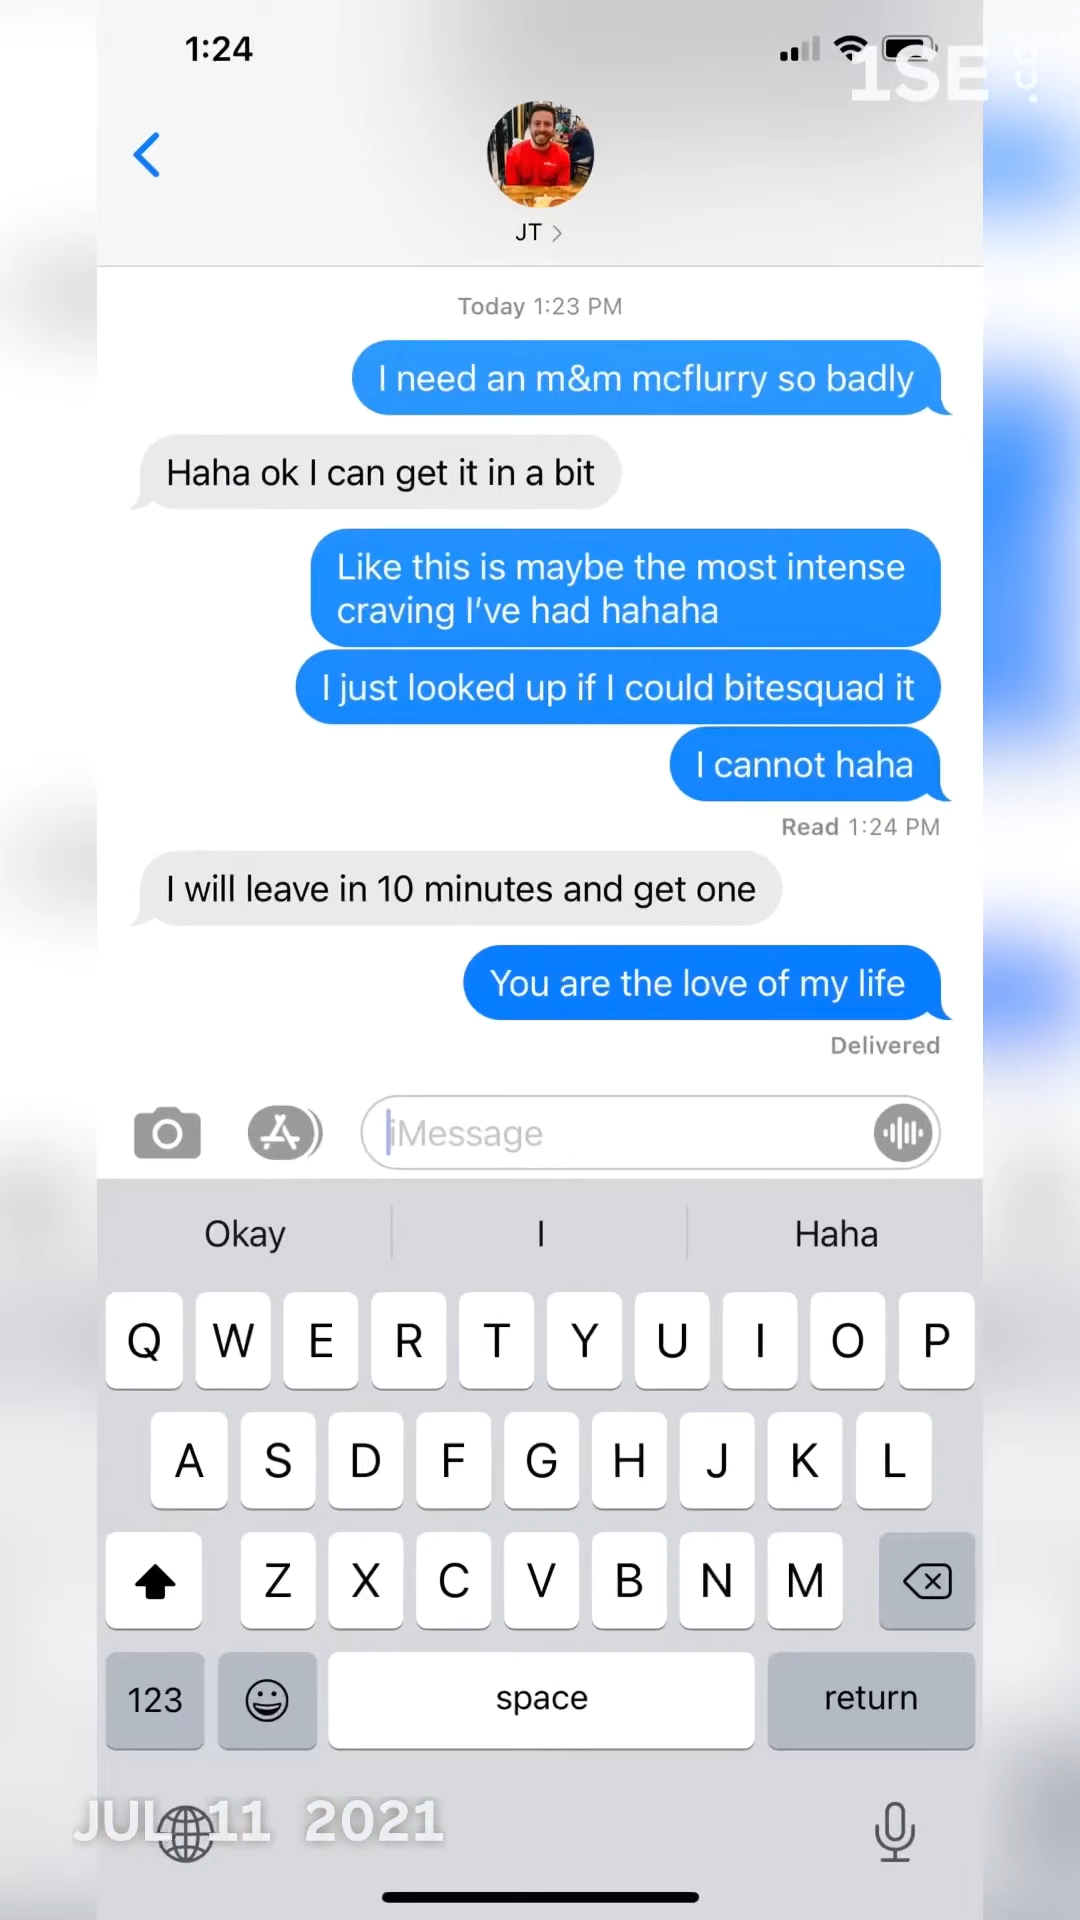 1:24
1SE.co
JT
Today 1:23 PM
I need an m&m mcflurry so badly
Haha ok I can get it in a bit
Like this is maybe the most intense
craving I've had hahaha
I just looked up if I could bitesquad it
I cannot haha
Read 1:24 PM
I will leave in 10 minutes and get one
You are the love of my life
Delivered
iMessage
Okay I Haha
Q W E R T Y U I O P
A S D F G H J K L
Z X C V B N M
123 space return
JUL 11 2021